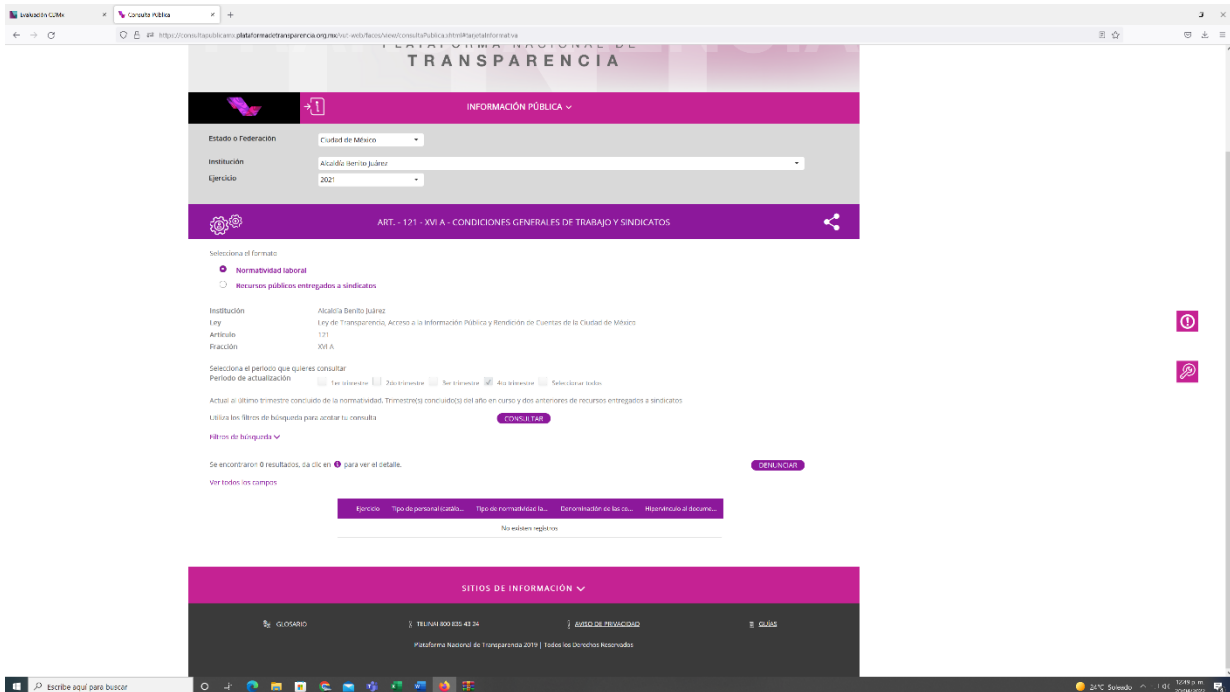 Evaluación CDMx
Consulta Pública
https://consultapublicamx.plataformadetransparencia.org.mx/vut-web/faces/view/consultaPublica.xhtml#tarjetaInformativa
PLATAFORMA NACIONAL DE
TRANSPARENCIA
INFORMACIÓN PÚBLICA
Estado o Federación Ciudad de México
Institución Alcaldía Benito Juárez
Ejercicio 2021
ART. - 121 - XVI A - CONDICIONES GENERALES DE TRABAJO Y SINDICATOS
Selecciona el formato
Normatividad laboral
Recursos públicos entregados a sindicatos
Institución Alcaldía Benito Juárez
Ley Ley de Transparencia, Acceso a la Información Pública y Rendición de Cuentas de la Ciudad de México
Artículo 121
Fracción XVI A
Selecciona el periodo que quieres consultar
Periodo de actualización 1er trimestre 2do trimestre 3er trimestre 4to trimestre Seleccionar todos
Actual al último trimestre concluido de la normatividad. Trimestre(s) concluido(s) del año en curso y dos anteriores de recursos entregados a sindicatos
Utiliza los filtros de búsqueda para acotar tu consulta CONSULTAR
Filtros de búsqueda
Se encontraron 0 resultados, da clic en para ver el detalle. DENUNCIAR
Ver todos los campos
Ejercicio Tipo de personal (catálo... Tipo de normatividad la... Denominación de las co... Hipervínculo al docume...
No existen registros
SITIOS DE INFORMACIÓN
GLOSARIO TELINAI 800 835 43 24 AVISO DE PRIVACIDAD GUÍAS
Plataforma Nacional de Transparencia 2019 | Todos los Derechos Reservados
Escribe aquí para buscar 24°C Soleado 12:49 p. m.